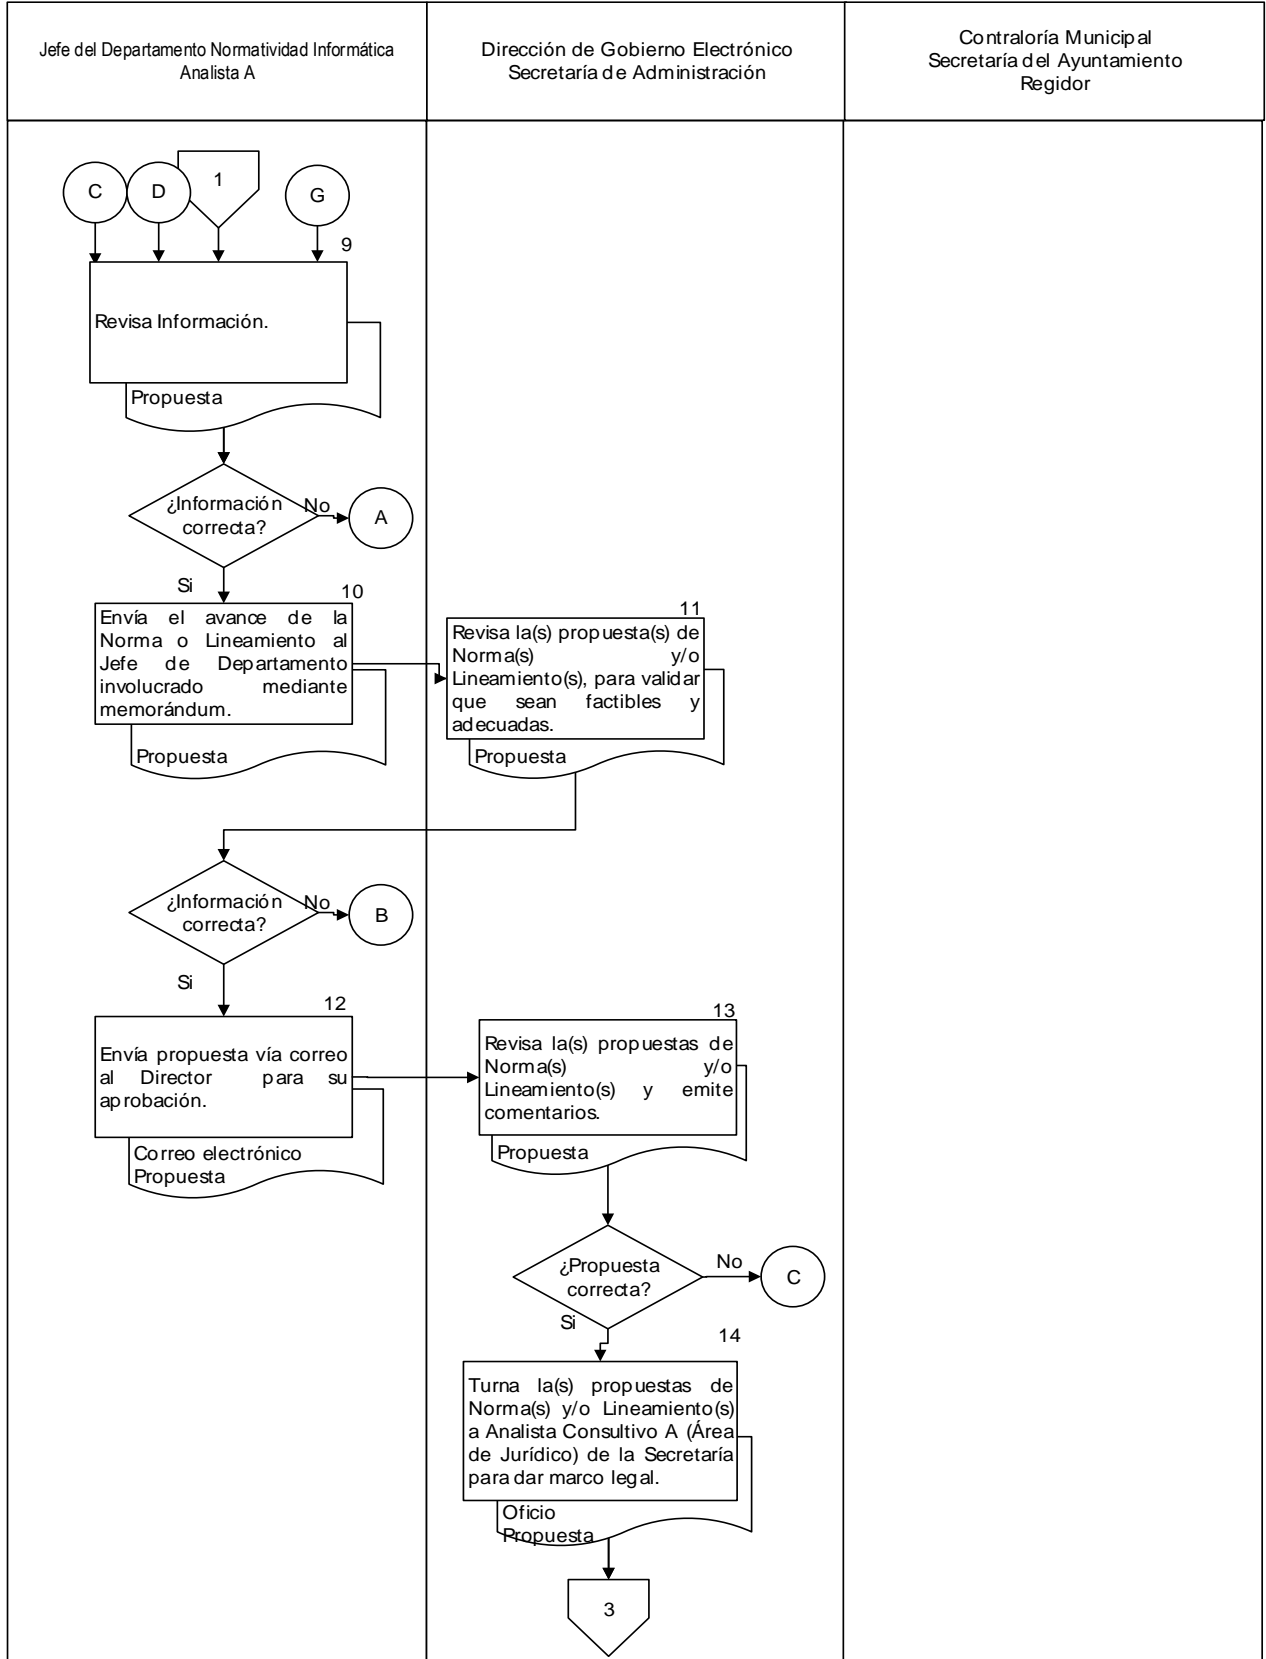 Jefe del Departamento Normatividad Informática
Analista A
Dirección de Gobierno Electrónico
Secretaría de Administración
Contraloría Municipal
Secretaría del Ayuntamiento
Regidor
C
D
1
G
9
Revisa Información.
Propuesta
¿Información
correcta?
No
A
Si
10
Envía el avance de la
Norma o Lineamiento al
Jefe de Departamento
involucrado mediante
memorándum.
Propuesta
11
Revisa la(s) propuesta(s) de
Norma(s) y/o
Lineamiento(s), para validar
que sean factibles y
adecuadas.
Propuesta
¿Información
correcta?
No
B
Si
12
Envía propuesta vía correo
al Director para su
aprobación.
Correo electrónico
Propuesta
13
Revisa la(s) propuestas de
Norma(s) y/o
Lineamiento(s) y emite
comentarios.
Propuesta
¿Propuesta
correcta?
No
C
Si
14
Turna la(s) propuestas de
Norma(s) y/o Lineamiento(s)
a Analista Consultivo A (Área
de Jurídico) de la Secretaría
para dar marco legal.
Oficio
Propuesta
3